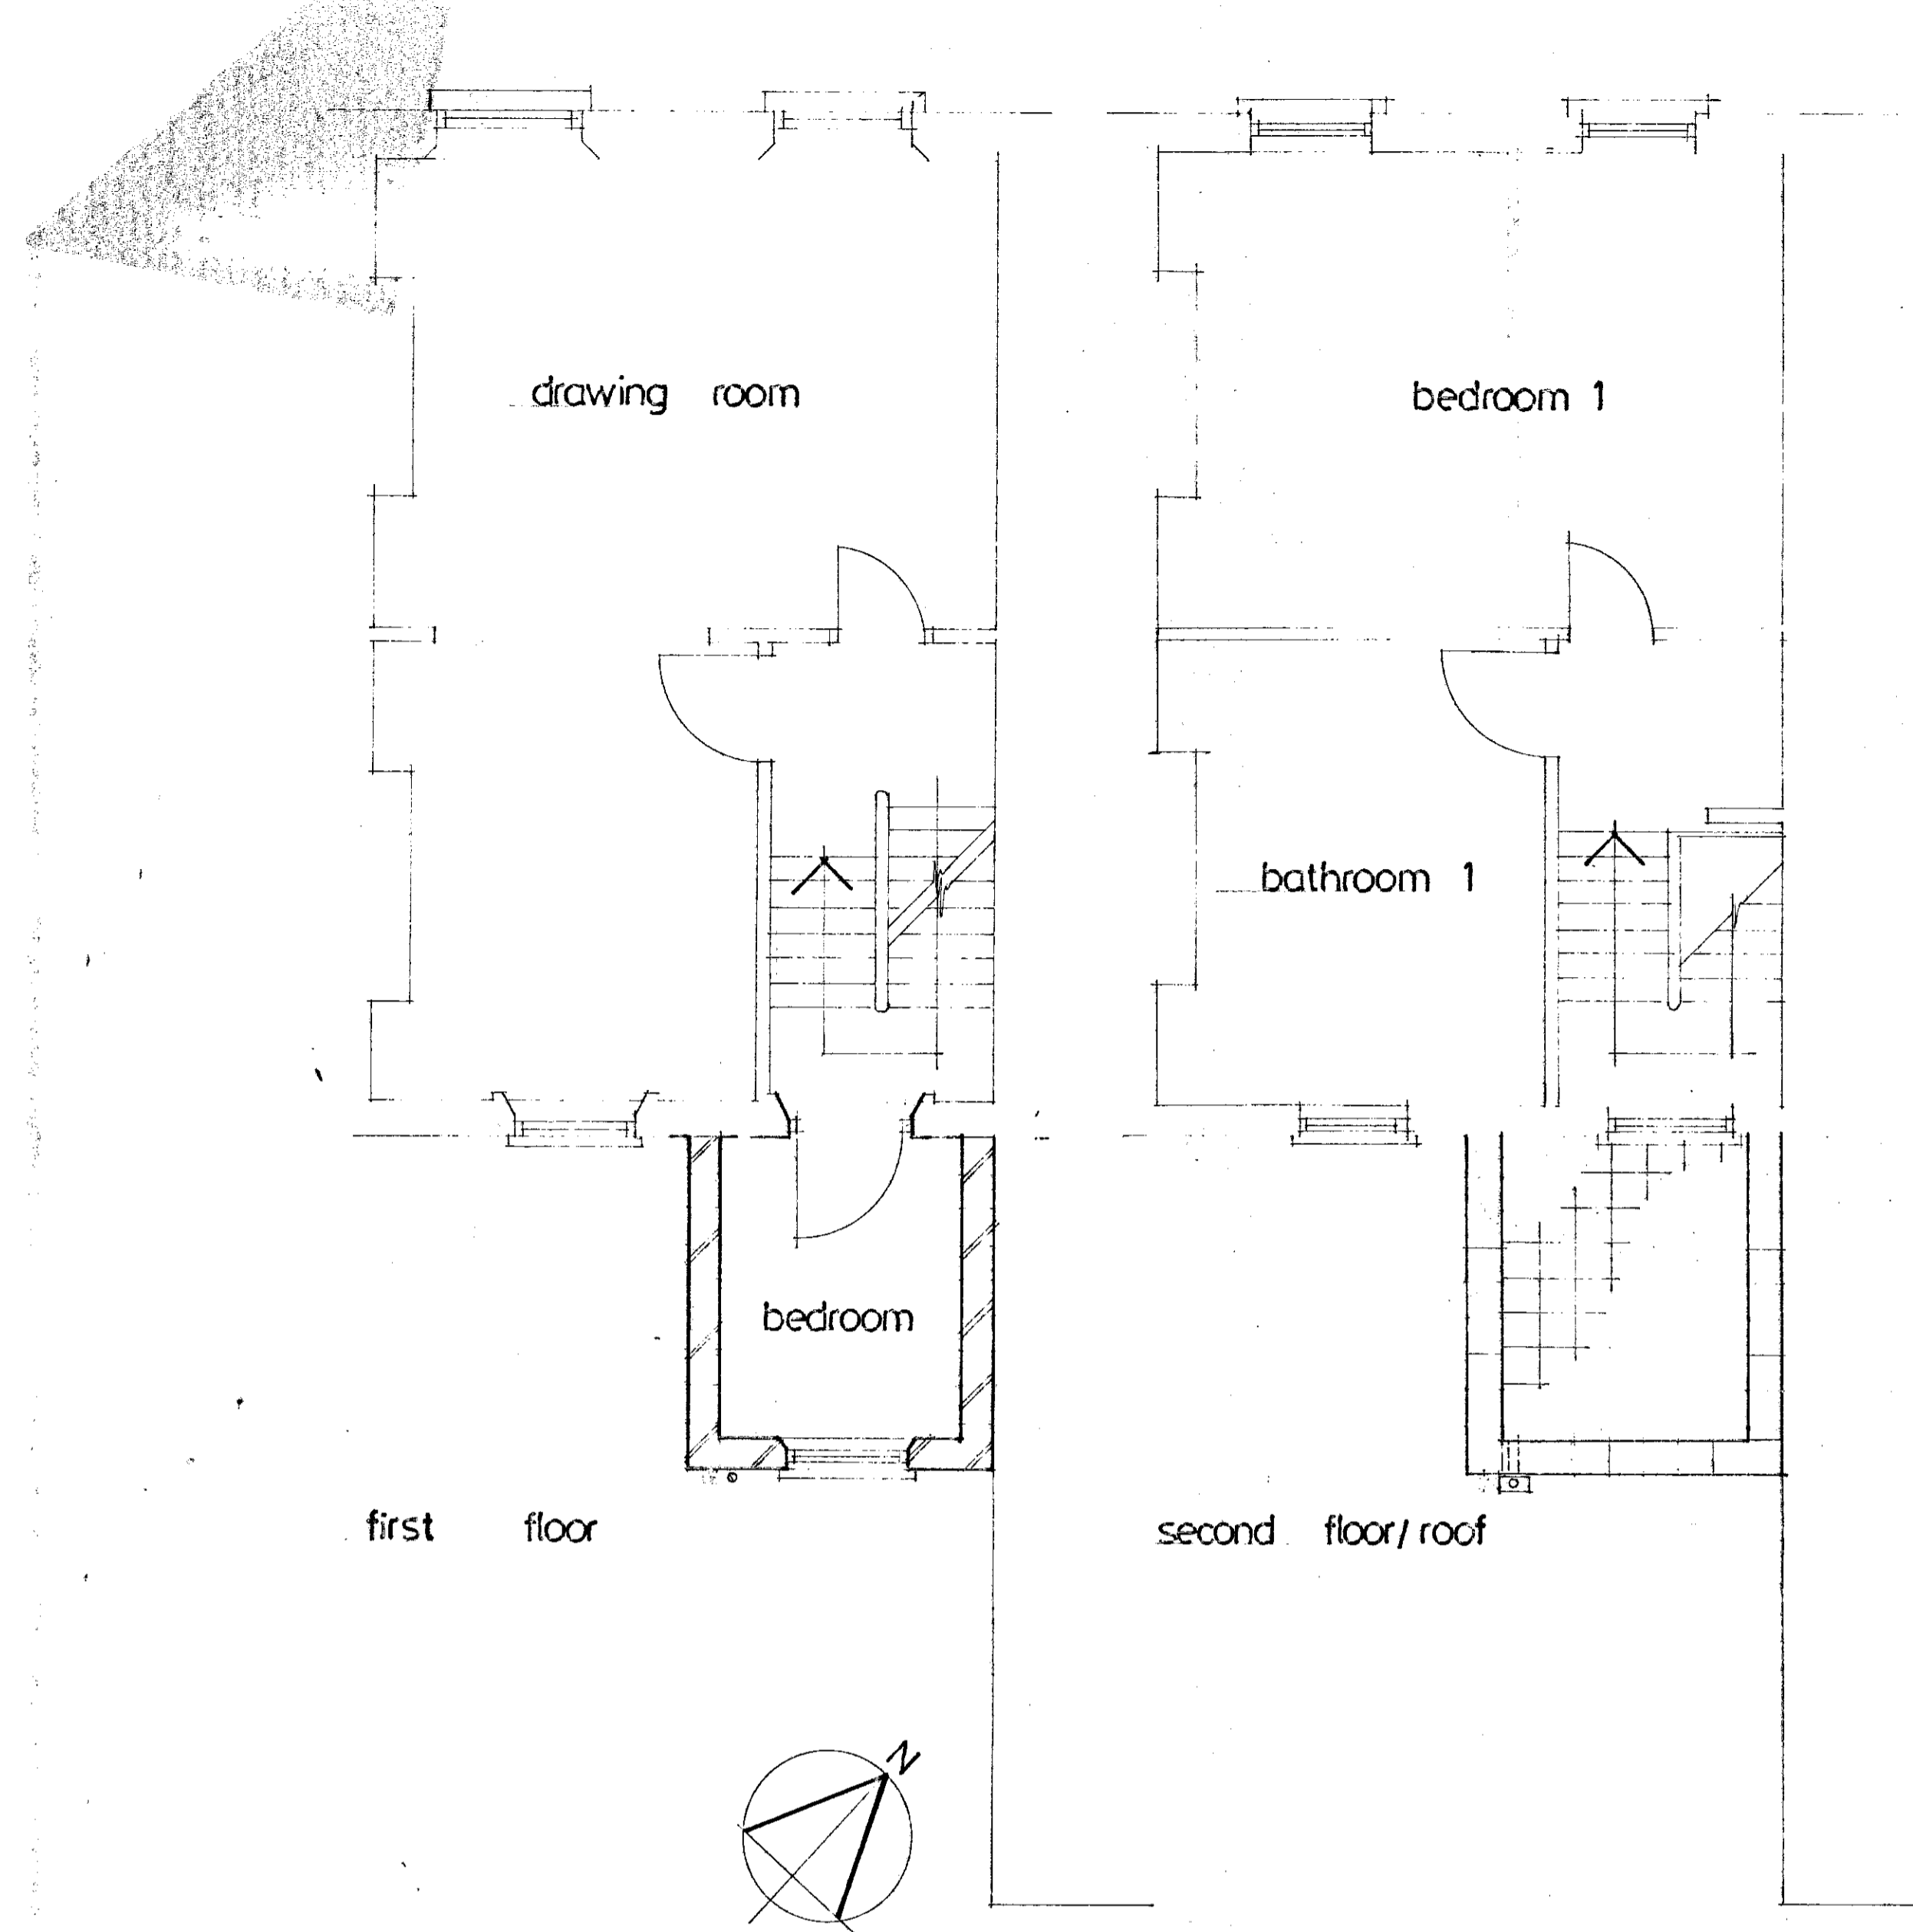 drawing room
bedroom 1
bathroom 1
bedroom
first floor
second floor/roof
N